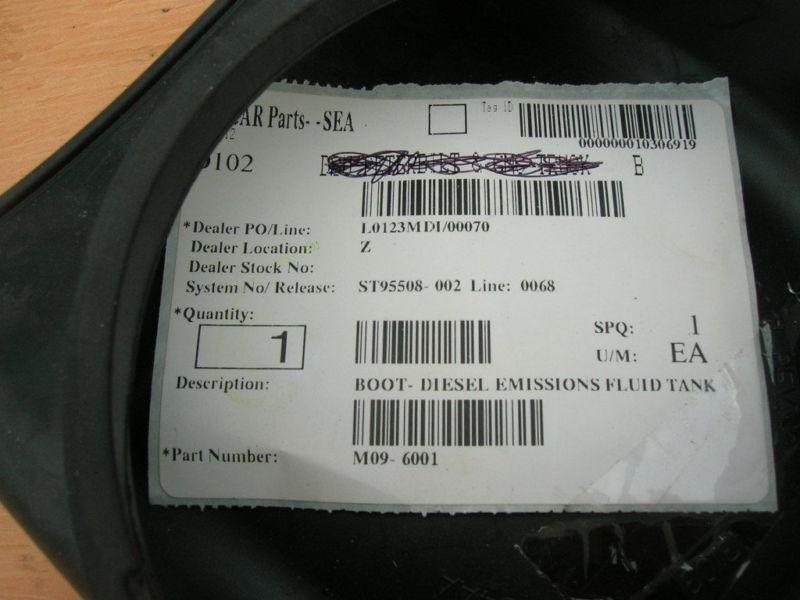 CAR Parts- -SEA
Tag ID
000000010306919
102
B
*Dealer PO/Line: L0123MDI/00070
Dealer Location: Z
Dealer Stock No:
System No/ Release: ST95508- 002 Line: 0068
*Quantity: 1
SPQ: 1
U/M: EA
Description: BOOT- DIESEL EMISSIONS FLUID TANK
*Part Number: M09- 6001